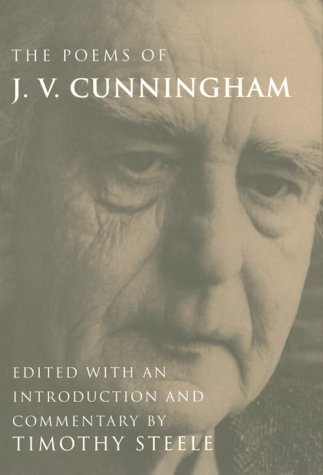 THE POEMS OF
J. V. CUNNINGHAM
EDITED WITH AN
INTRODUCTION AND
COMMENTARY BY
TIMOTHY STEELE